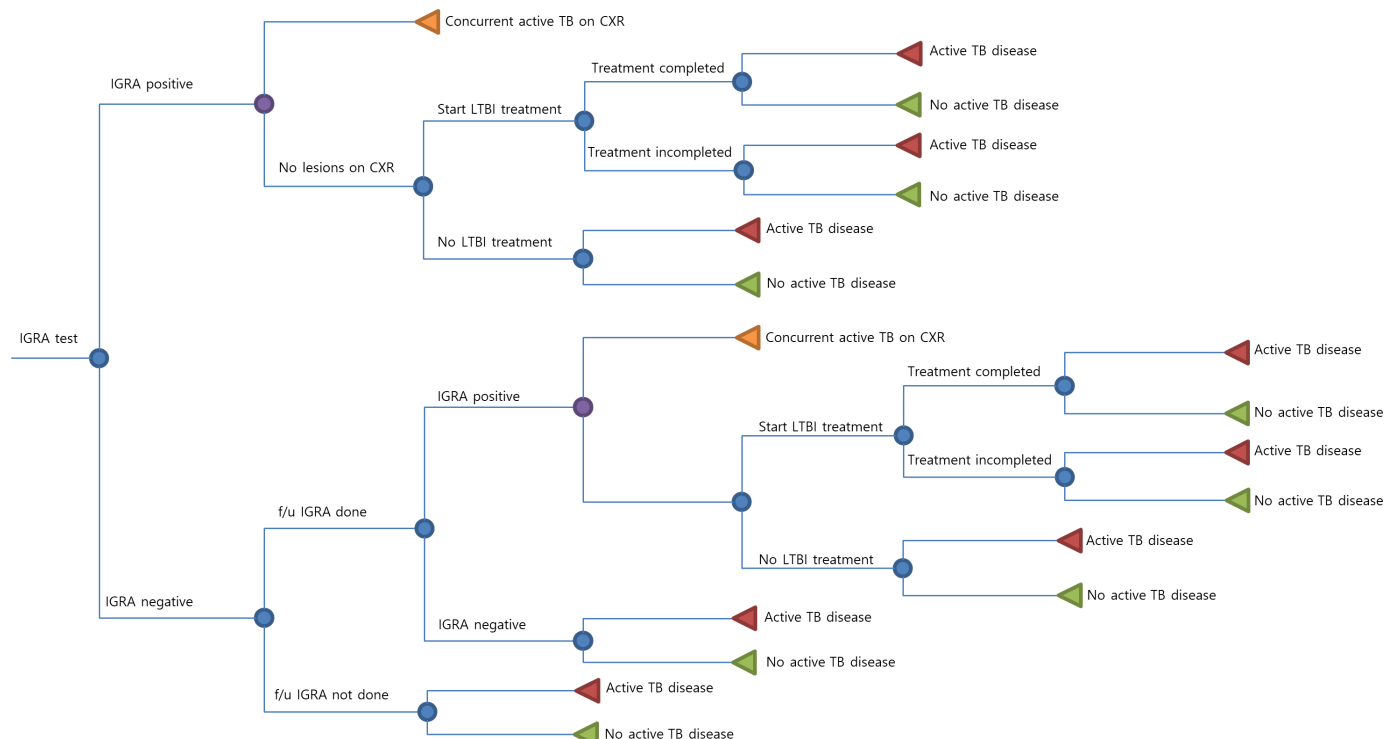 Concurrent active TB on CXR
IGRA positive
Active TB disease
Treatment completed
No active TB disease
Start LTBI treatment
Active TB disease
Treatment incompleted
No lesions on CXR
No active TB disease
Active TB disease
No LTBI treatment
No active TB disease
IGRA test
Concurrent active TB on CXR
Active TB disease
Treatment completed
IGRA positive
No active TB disease
Start LTBI treatment
Active TB disease
Treatment incompleted
No active TB disease
f/u IGRA done
Active TB disease
No LTBI treatment
No active TB disease
IGRA negative
Active TB disease
IGRA negative
No active TB disease
Active TB disease
f/u IGRA not done
No active TB disease